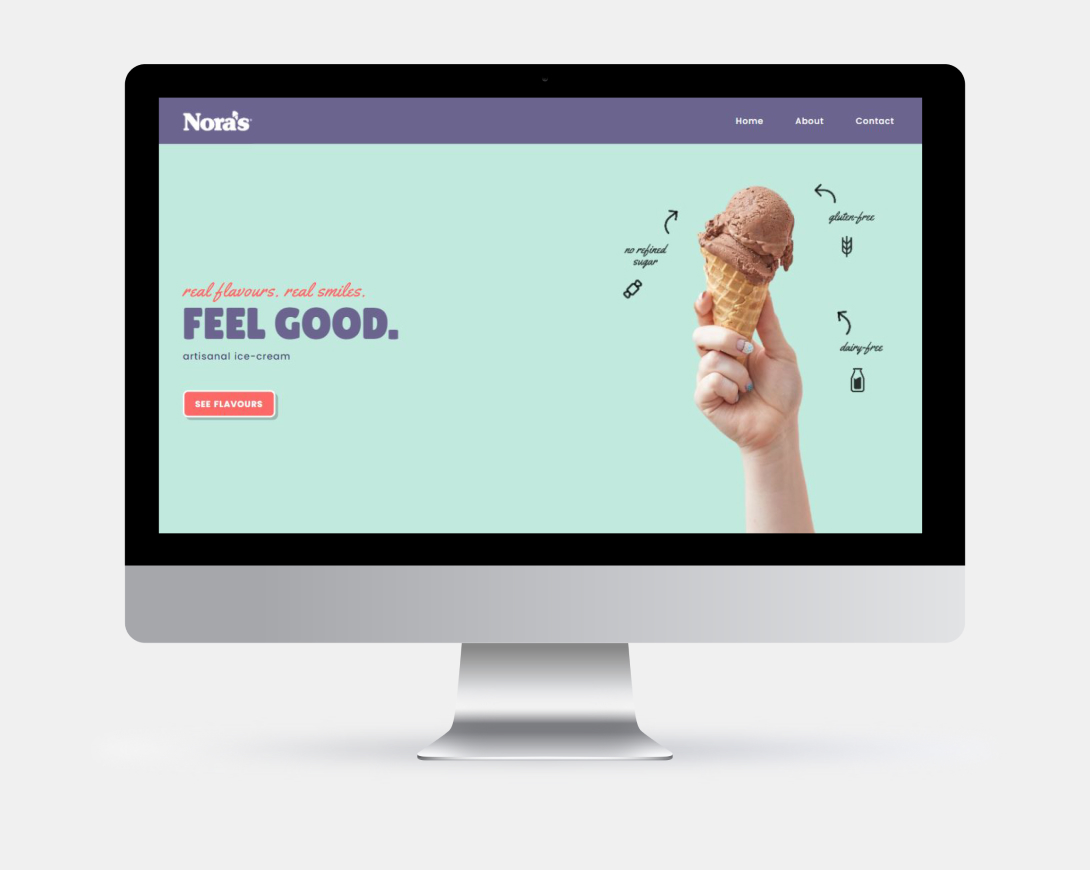 Nora's
Home About Contact
real flavours. real smiles.
FEEL GOOD.
artisanal ice-cream
SEE FLAVOURS
no refined
sugar
gluten-free
dairy-free